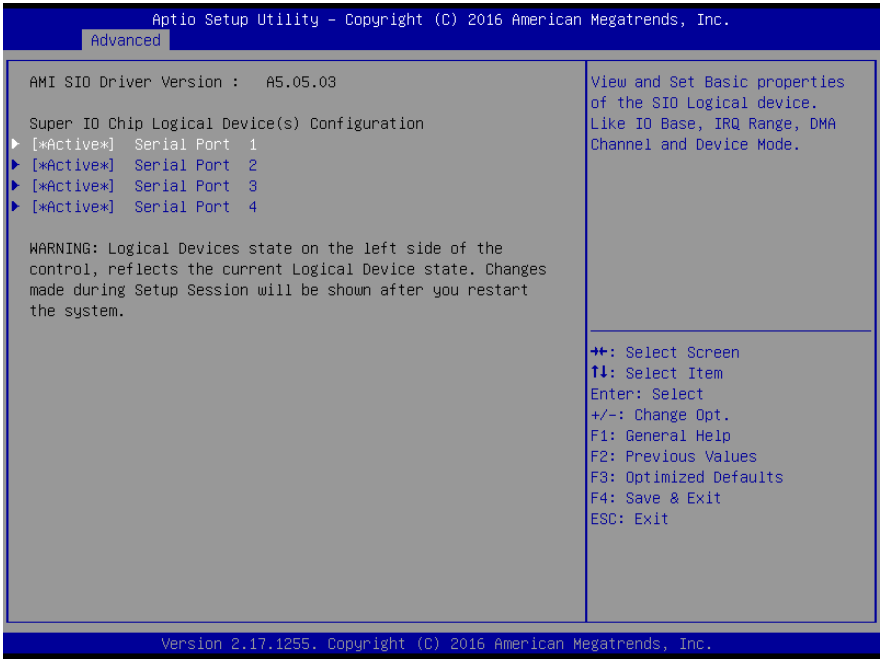 Aptio Setup Utility – Copyright (C) 2016 American Megatrends, Inc.
Advanced
AMI SIO Driver Version : A5.05.03
Super IO Chip Logical Device(s) Configuration
[*Active*] Serial Port 1
[*Active*] Serial Port 2
[*Active*] Serial Port 3
[*Active*] Serial Port 4
WARNING: Logical Devices state on the left side of the
control, reflects the current Logical Device state. Changes
made during Setup Session will be shown after you restart
the system.
View and Set Basic properties
of the SIO Logical device.
Like IO Base, IRQ Range, DMA
Channel and Device Mode.
→←: Select Screen
↑↓: Select Item
Enter: Select
+/-: Change Opt.
F1: General Help
F2: Previous Values
F3: Optimized Defaults
F4: Save & Exit
ESC: Exit
Version 2.17.1255. Copyright (C) 2016 American Megatrends, Inc.